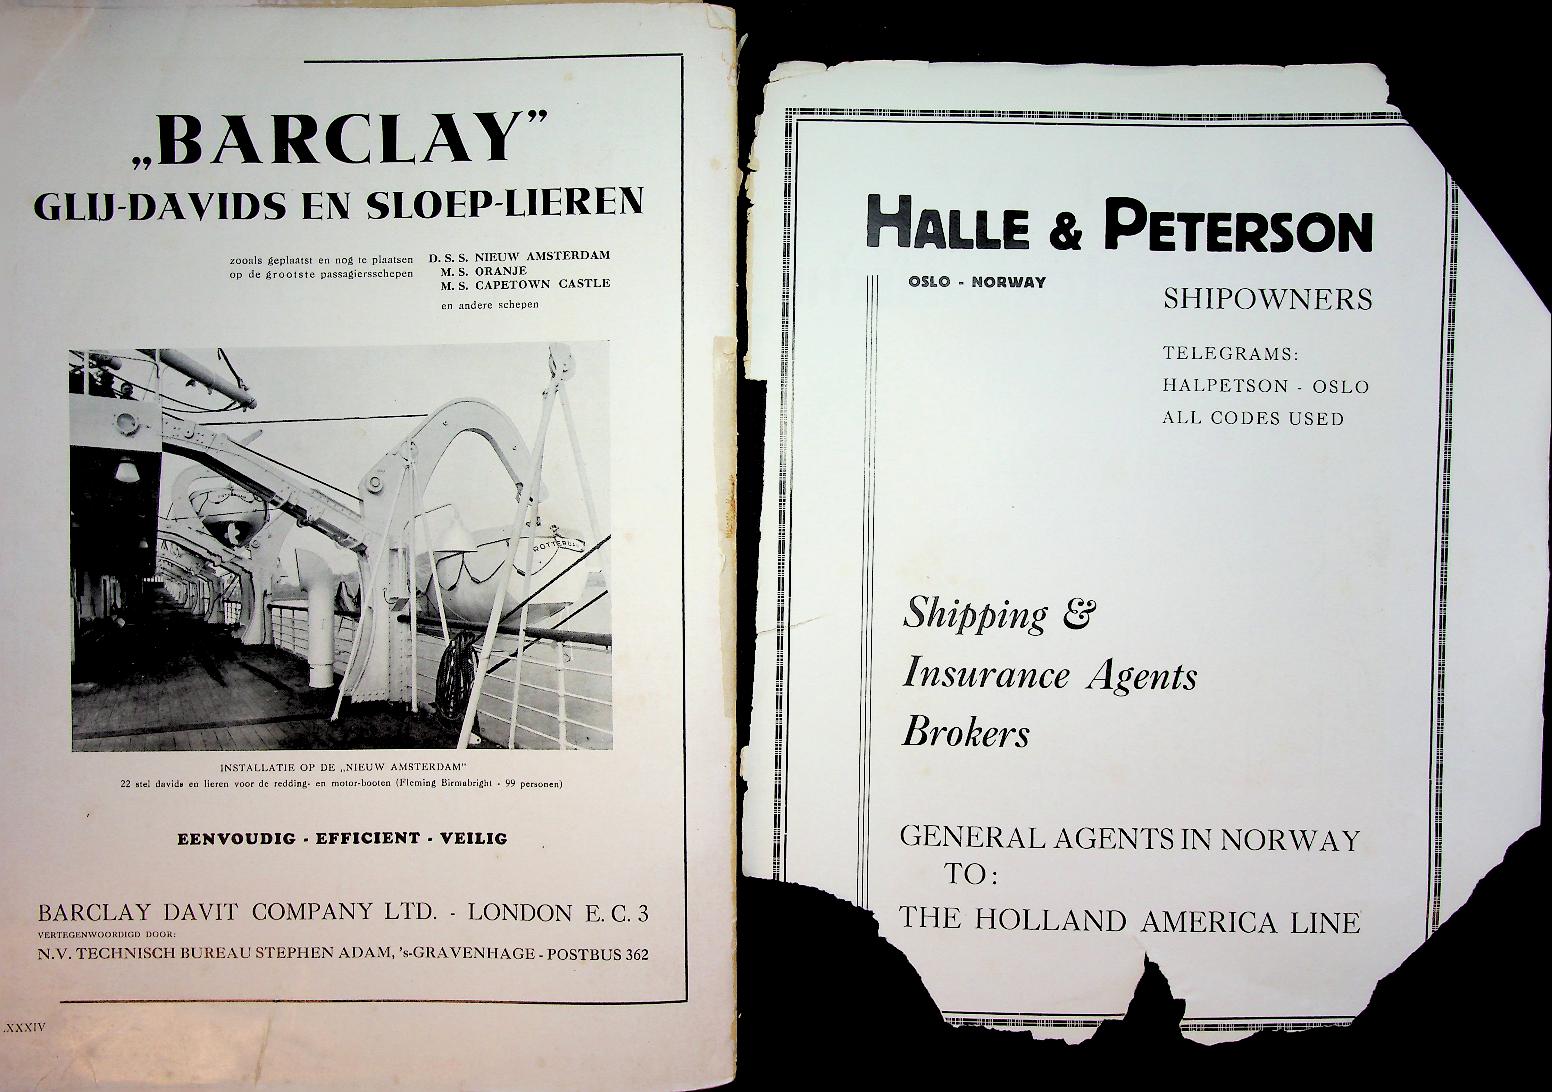 „BARCLAY”
GLIJ-DAVIDS EN SLOEP-LIEREN
zooals geplaatst en nog te plaatsen
op de grootste passagiersschepen
D. S. S. NIEUW AMSTERDAM
M. S. ORANJE
M. S. CAPETOWN CASTLE
en andere schepen
INSTALLATIE OP DE „NIEUW AMSTERDAM”
22 stel davids en lieren voor de redding- en motor-booten (Fleming Birmabright - 99 personen)
EENVOUDIG - EFFICIENT - VEILIG
BARCLAY DAVIT COMPANY LTD. - LONDON E. C. 3
VERTEGENWOORDIGD DOOR:
N.V. TECHNISCH BUREAU STEPHEN ADAM, 's-GRAVENHAGE - POSTBUS 362
.XXXIV
HALLE & PETERSON
OSLO - NORWAY
SHIPOWNERS
TELEGRAMS:
HALPETSON - OSLO
ALL CODES USED
Shipping &
Insurance Agents
Brokers
GENERAL AGENTS IN NORWAY
TO:
THE HOLLAND AMERICA LINE